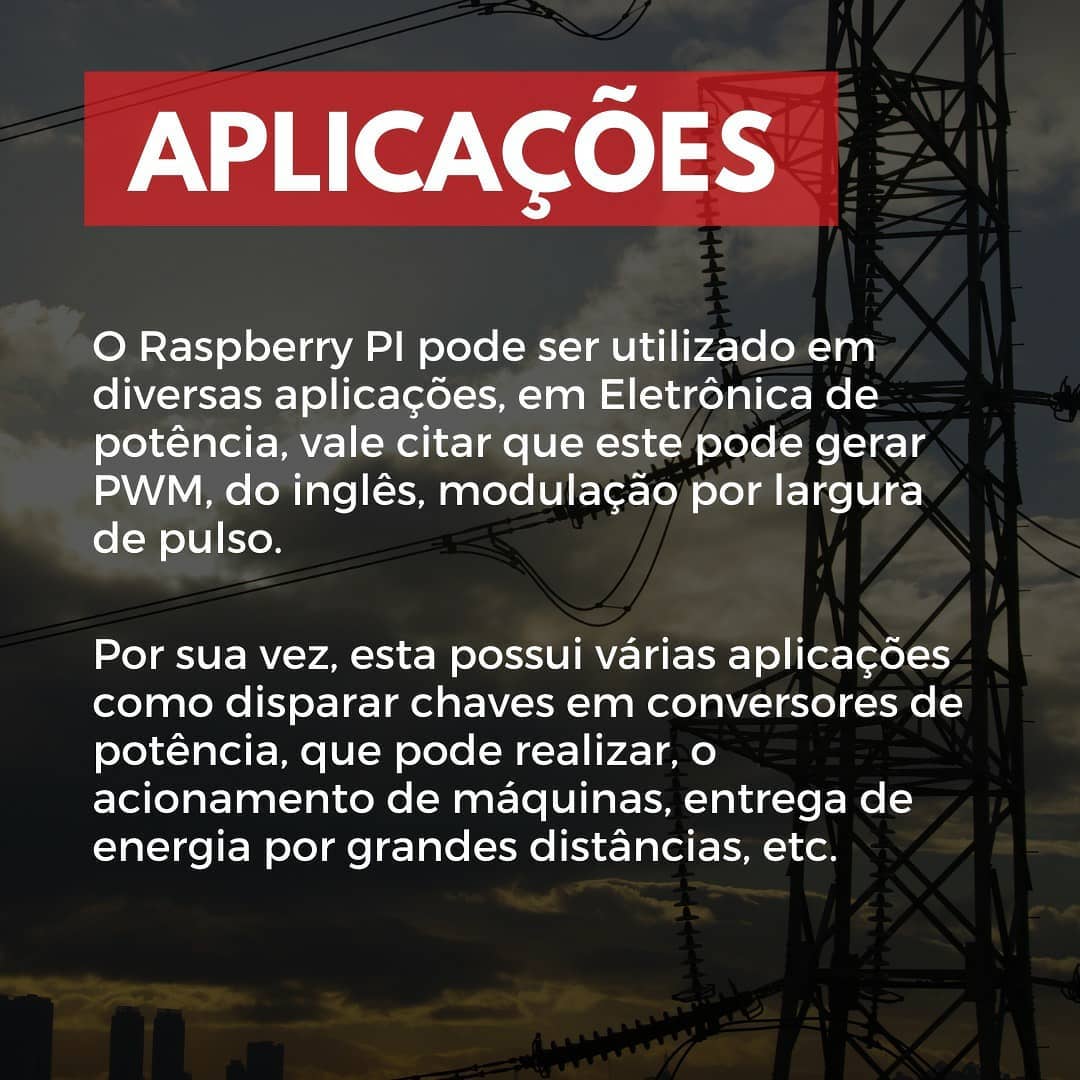 APLICAÇÕES
O Raspberry PI pode ser utilizado em
diversas aplicações, em Eletrônica de
potência, vale citar que este pode gerar
PWM, do inglês, modulação por largura
de pulso.
Por sua vez, esta possui várias aplicações
como disparar chaves em conversores de
potência, que pode realizar, o
acionamento de máquinas, entrega de
energia por grandes distâncias, etc.